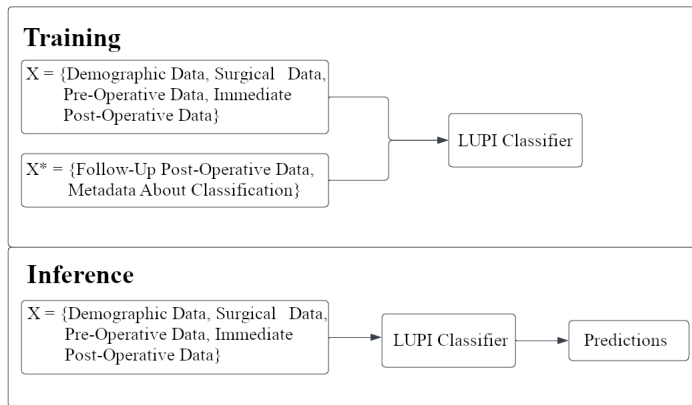 Training
X = {Demographic Data, Surgical Data,
Pre-Operative Data, Immediate
Post-Operative Data}
X* = {Follow-Up Post-Operative Data,
Metadata About Classification}
LUPI Classifier
Inference
X = {Demographic Data, Surgical Data,
Pre-Operative Data, Immediate
Post-Operative Data}
LUPI Classifier
Predictions